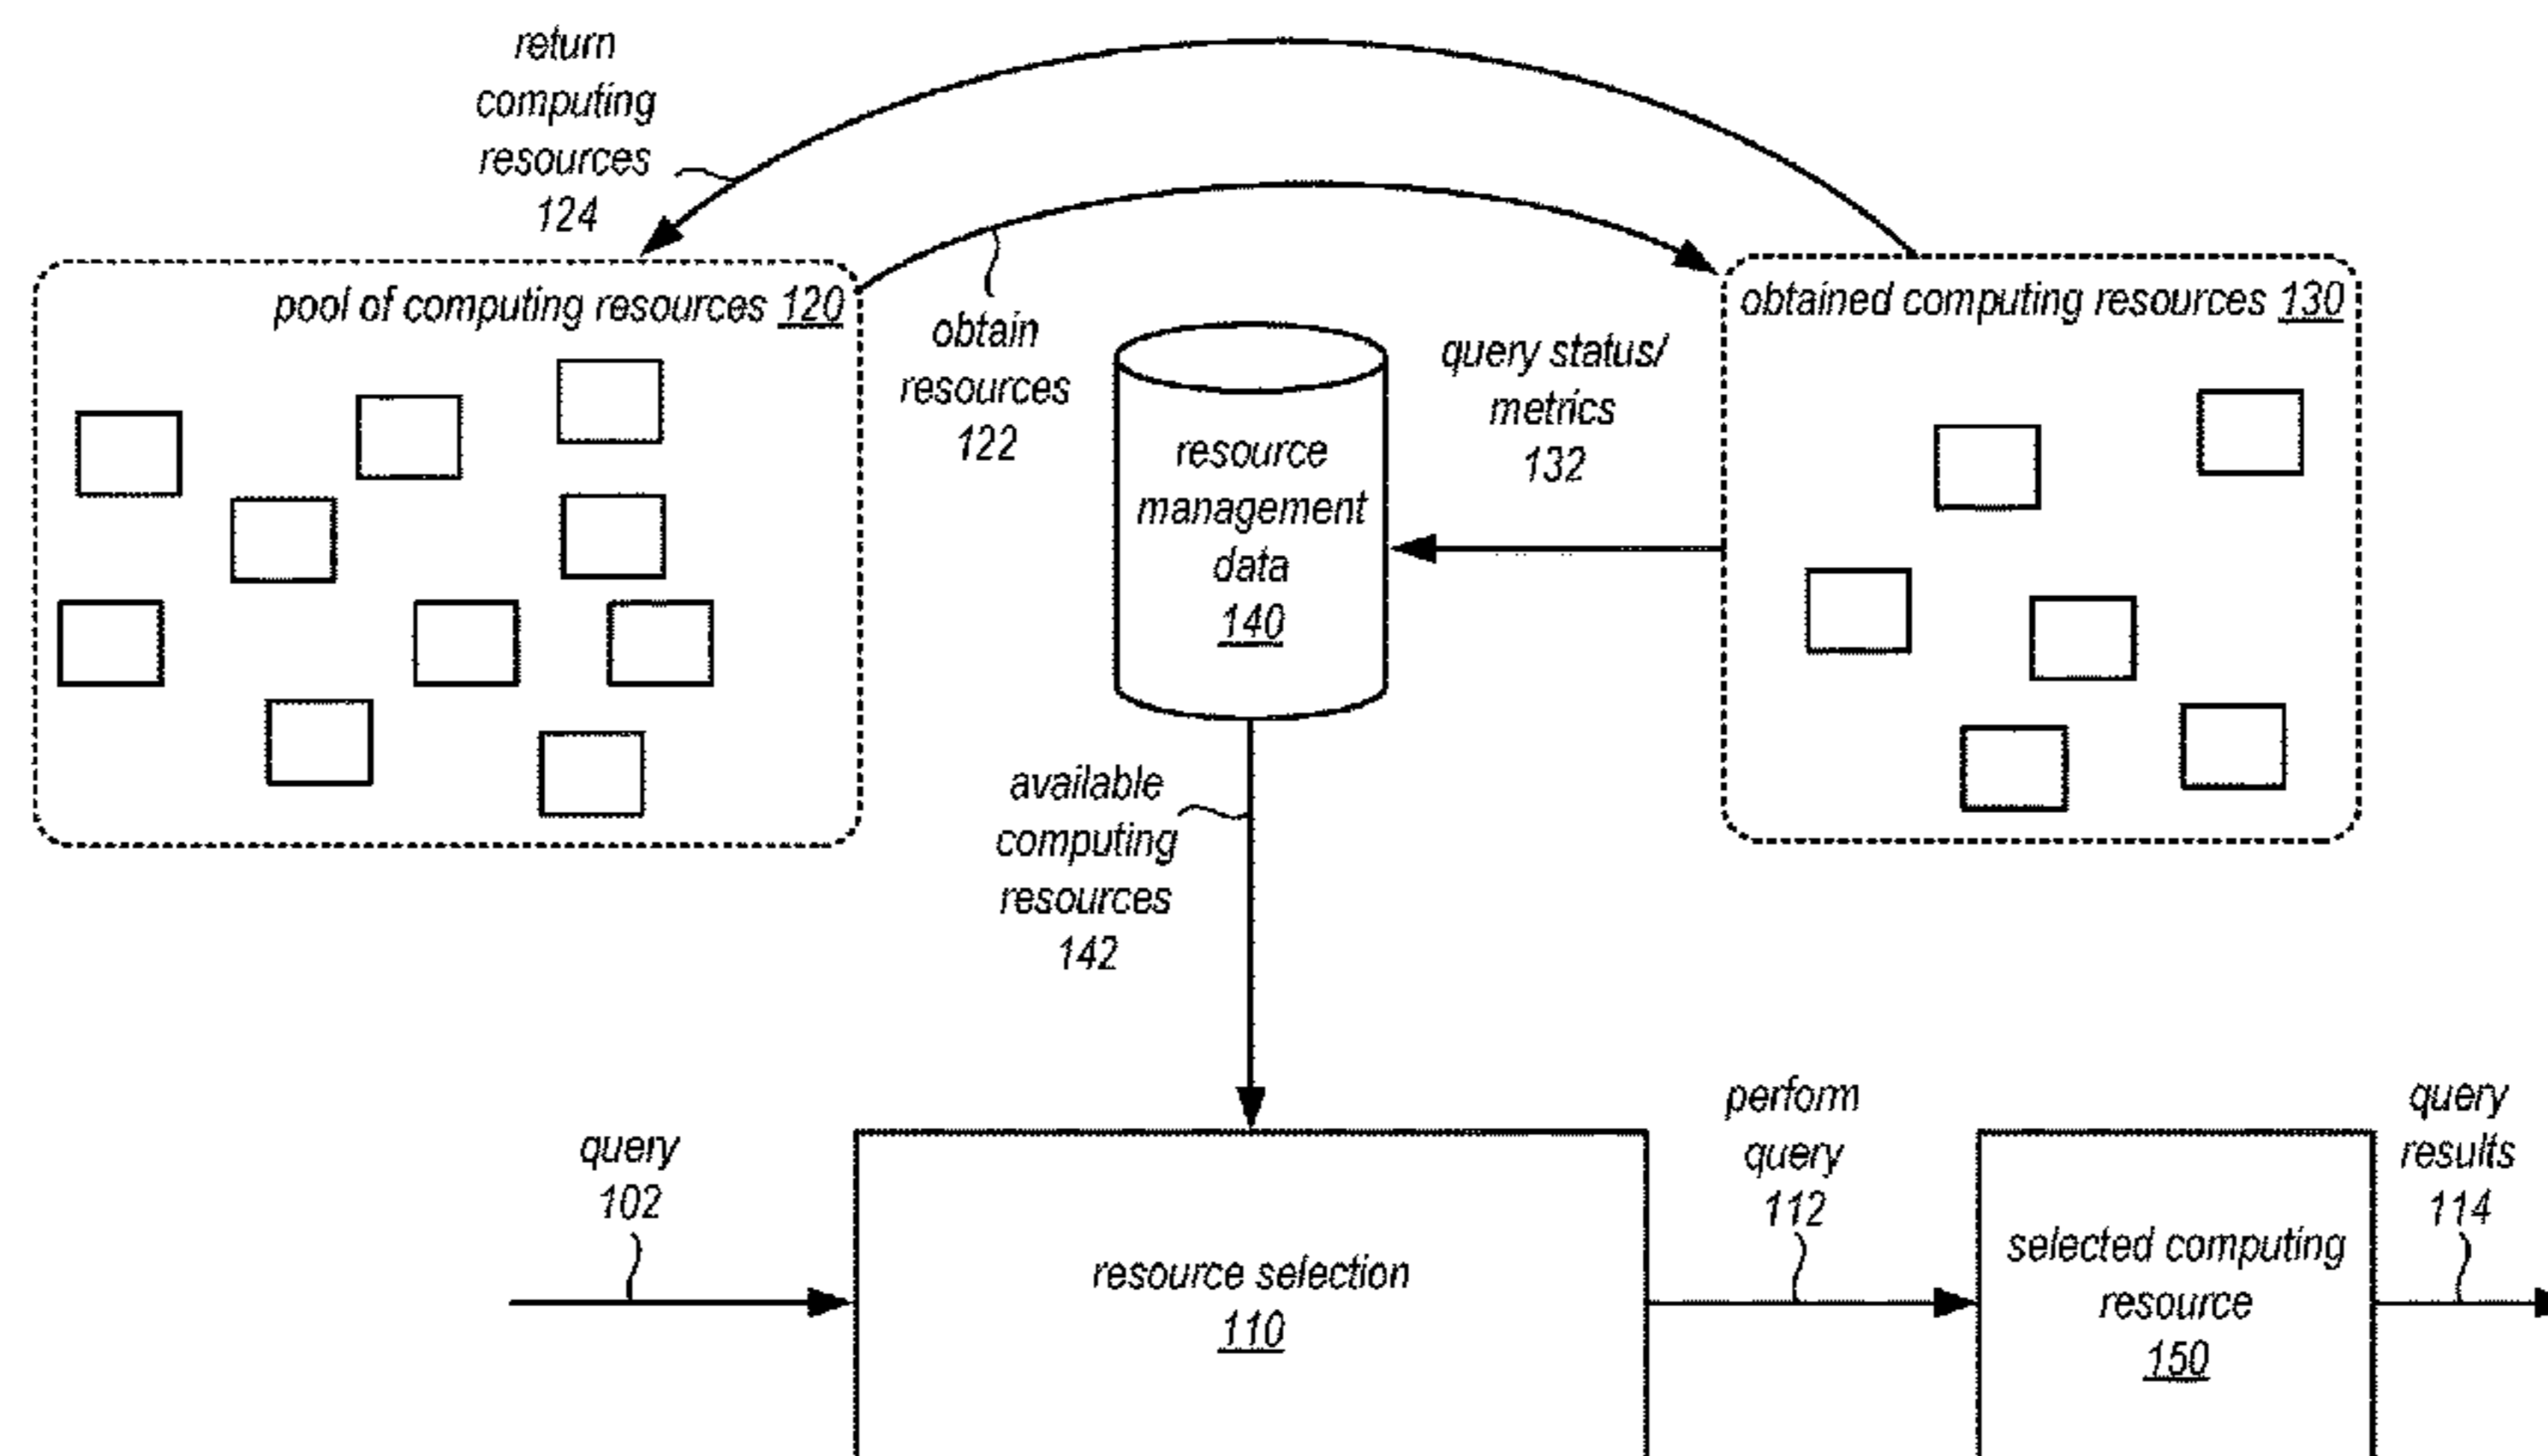 return
computing
resources
124
pool of computing resources 120
obtain
resources
122
resource
management
data
140
query status/
metrics
132
obtained computing resources 130
available
computing
resources
142
query
102
resource selection
110
perform
query
112
selected computing
resource
150
query
results
114